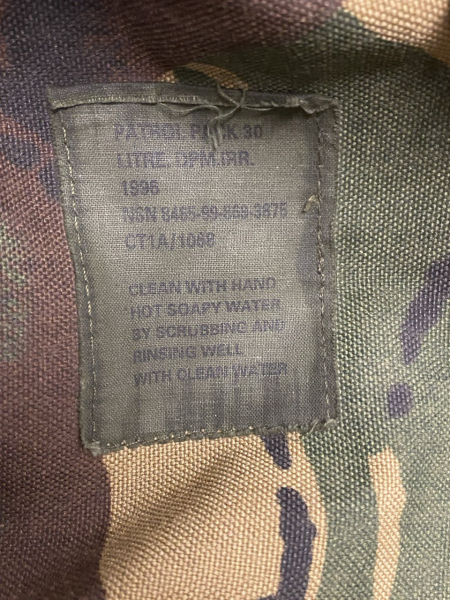 PATROL PACK 30
LITRE. DPM.IRR.
1996
NSN 8465-99-869-3875
CT1A/1068
CLEAN WITH HAND
HOT SOAPY WATER
BY SCRUBBING AND
RINSING WELL
WITH CLEAN WATER